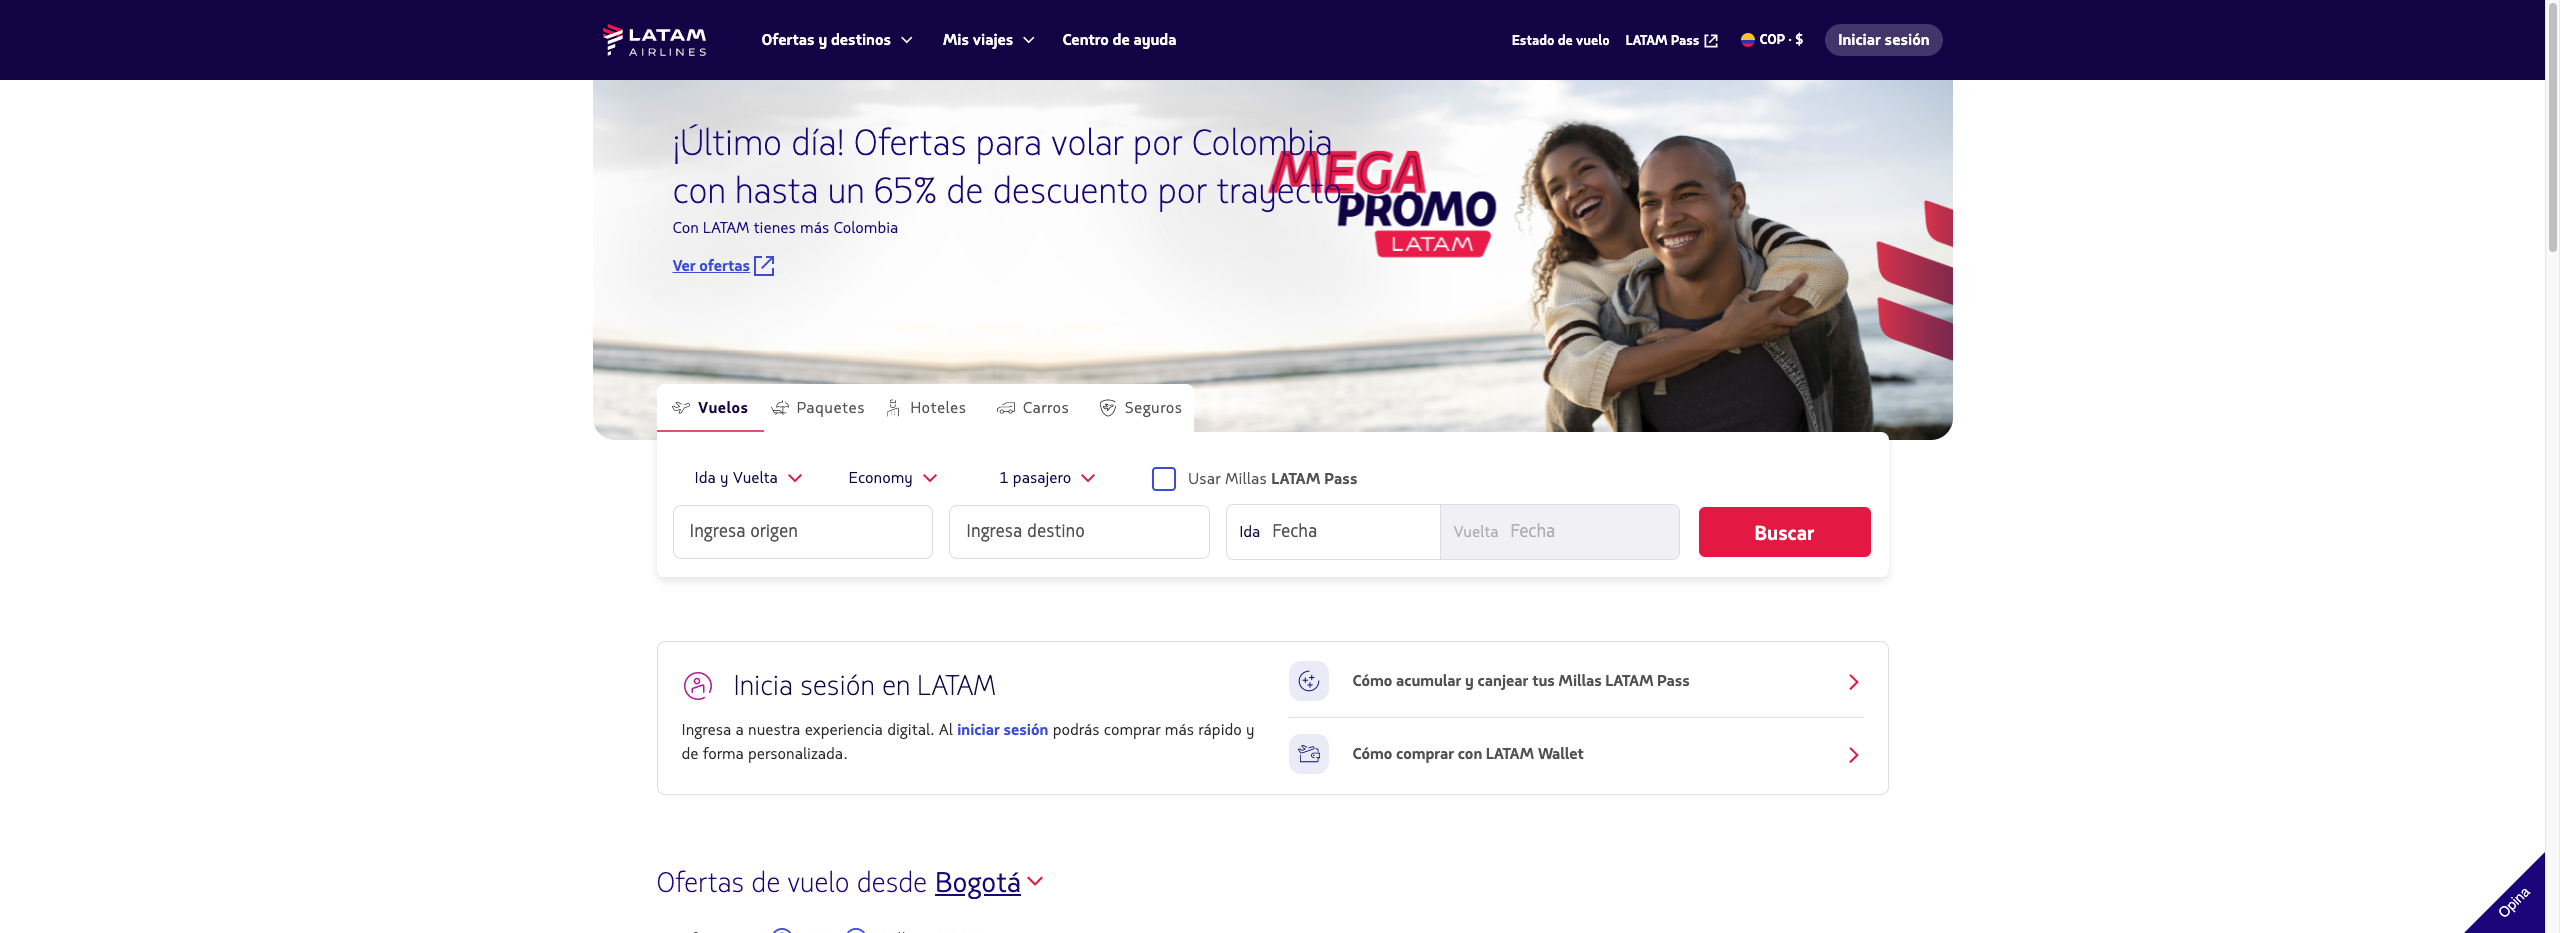 LATAM
AIRLINES
Ofertas y destinos
Mis viajes
Centro de ayuda
Estado de vuelo
LATAM Pass
COP · $
Iniciar sesión
¡Último día! Ofertas para volar por Colombia
con hasta un 65% de descuento por trayecto
Con LATAM tienes más Colombia
Ver ofertas
MEGA
PROMO
LATAM
Vuelos
Paquetes
Hoteles
Carros
Seguros
Ida y Vuelta
Economy
1 pasajero
Usar Millas LATAM Pass
Ingresa origen
Ingresa destino
Ida Fecha
Vuelta Fecha
Buscar
Inicia sesión en LATAM
Ingresa a nuestra experiencia digital. Al iniciar sesión podrás comprar más rápido y
de forma personalizada.
Cómo acumular y canjear tus Millas LATAM Pass
Cómo comprar con LATAM Wallet
Ofertas de vuelo desde Bogotá
Opina